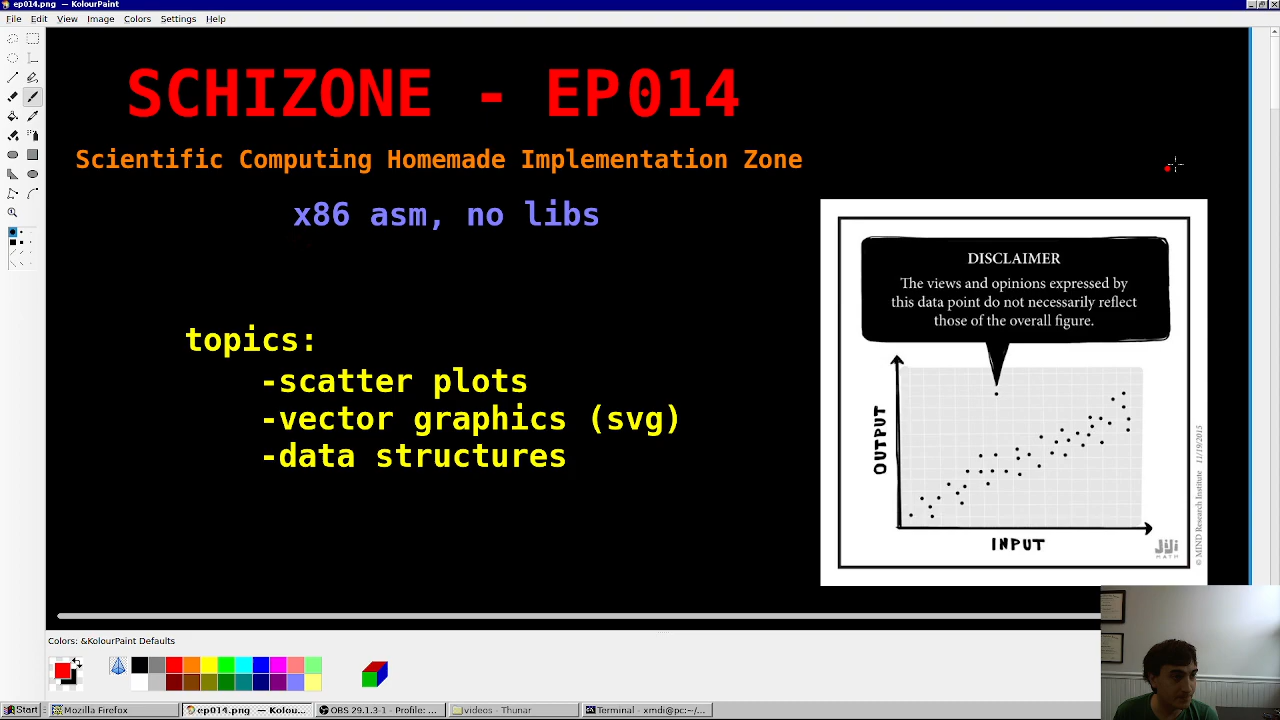 ep014.png — KolourPaint
File Edit View Image Colors Settings Help
SCHIZONE - EP014
Scientific Computing Homemade Implementation Zone
x86 asm, no libs
topics:
-scatter plots
-vector graphics (svg)
-data structures
DISCLAIMER
The views and opinions expressed by
this data point do not necessarily reflect
those of the overall figure.
OUTPUT
INPUT
JiJi
MATH
© MIND Research Institute 11/19/2015
Colors: &KolourPaint Defaults
Start Mozilla Firefox ep014.png — Kolou... OBS 29.1.3-1 - Profile: ... videos - Thunar Terminal - xmdi@pc:~/...